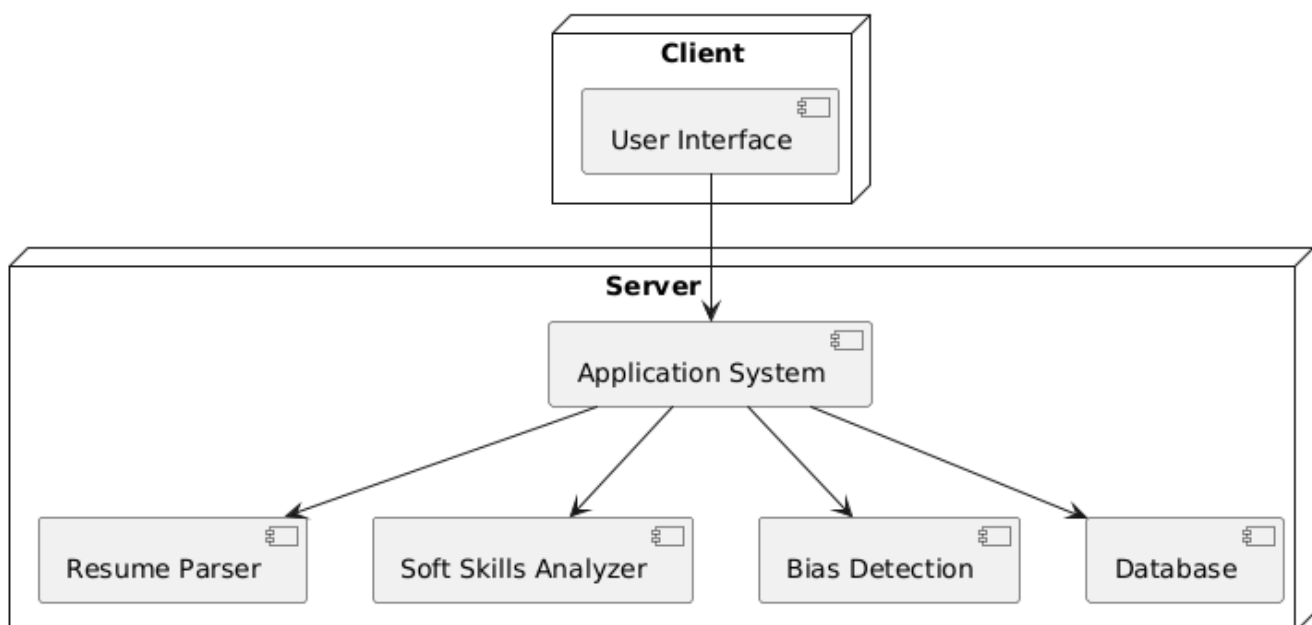 Client
User Interface
Server
Application System
Resume Parser
Soft Skills Analyzer
Bias Detection
Database